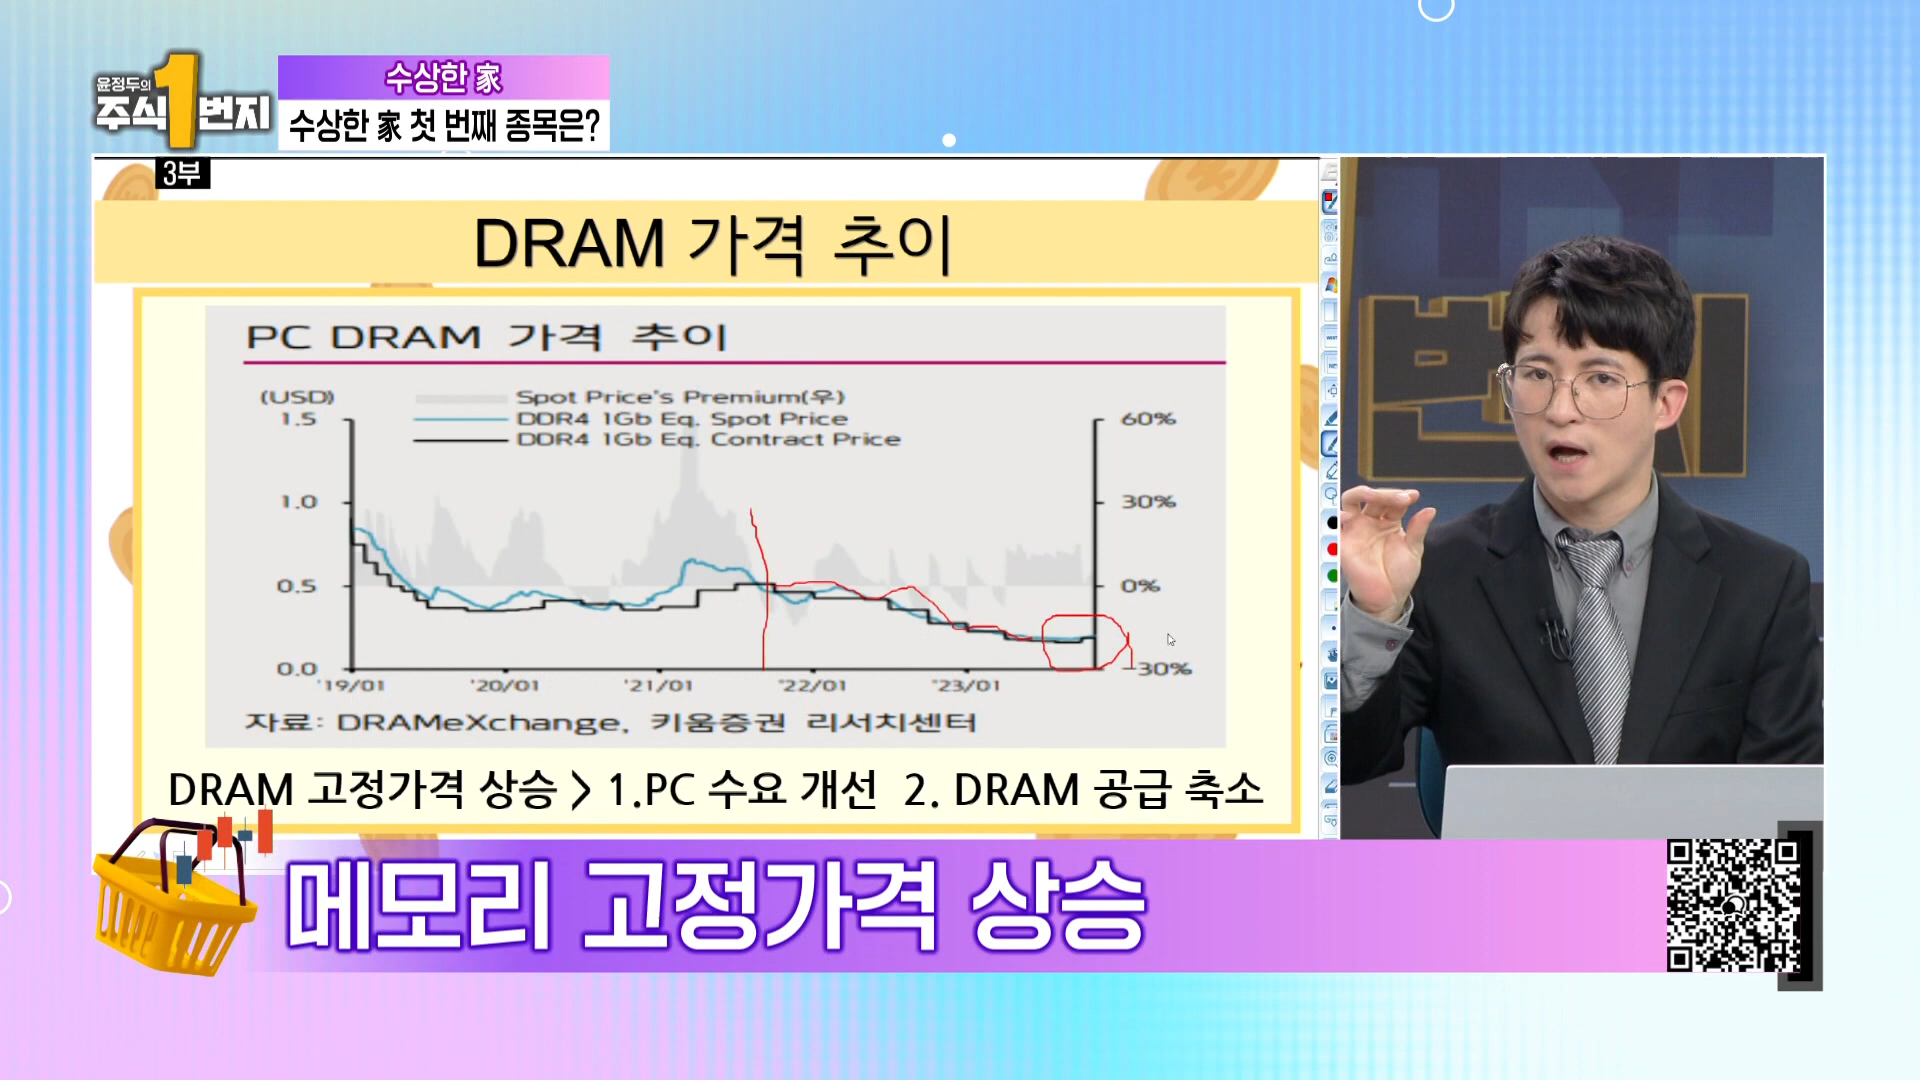 윤정두의
주식1번지
수상한 家
수상한 家 첫 번째 종목은?
3부
DRAM 가격 추이
PC DRAM 가격 추이
(USD)
Spot Price's Premium(우)
DDR4 1Gb Eq. Spot Price
DDR4 1Gb Eq. Contract Price
1.5
60%
1.0
30%
0.5
0%
0.0
-30%
'19/01 '20/01 '21/01 '22/01 '23/01
자료: DRAMeXchange, 키움증권 리서치센터
DRAM 고정가격 상승 > 1.PC 수요 개선 2. DRAM 공급 축소
메모리 고정가격 상승